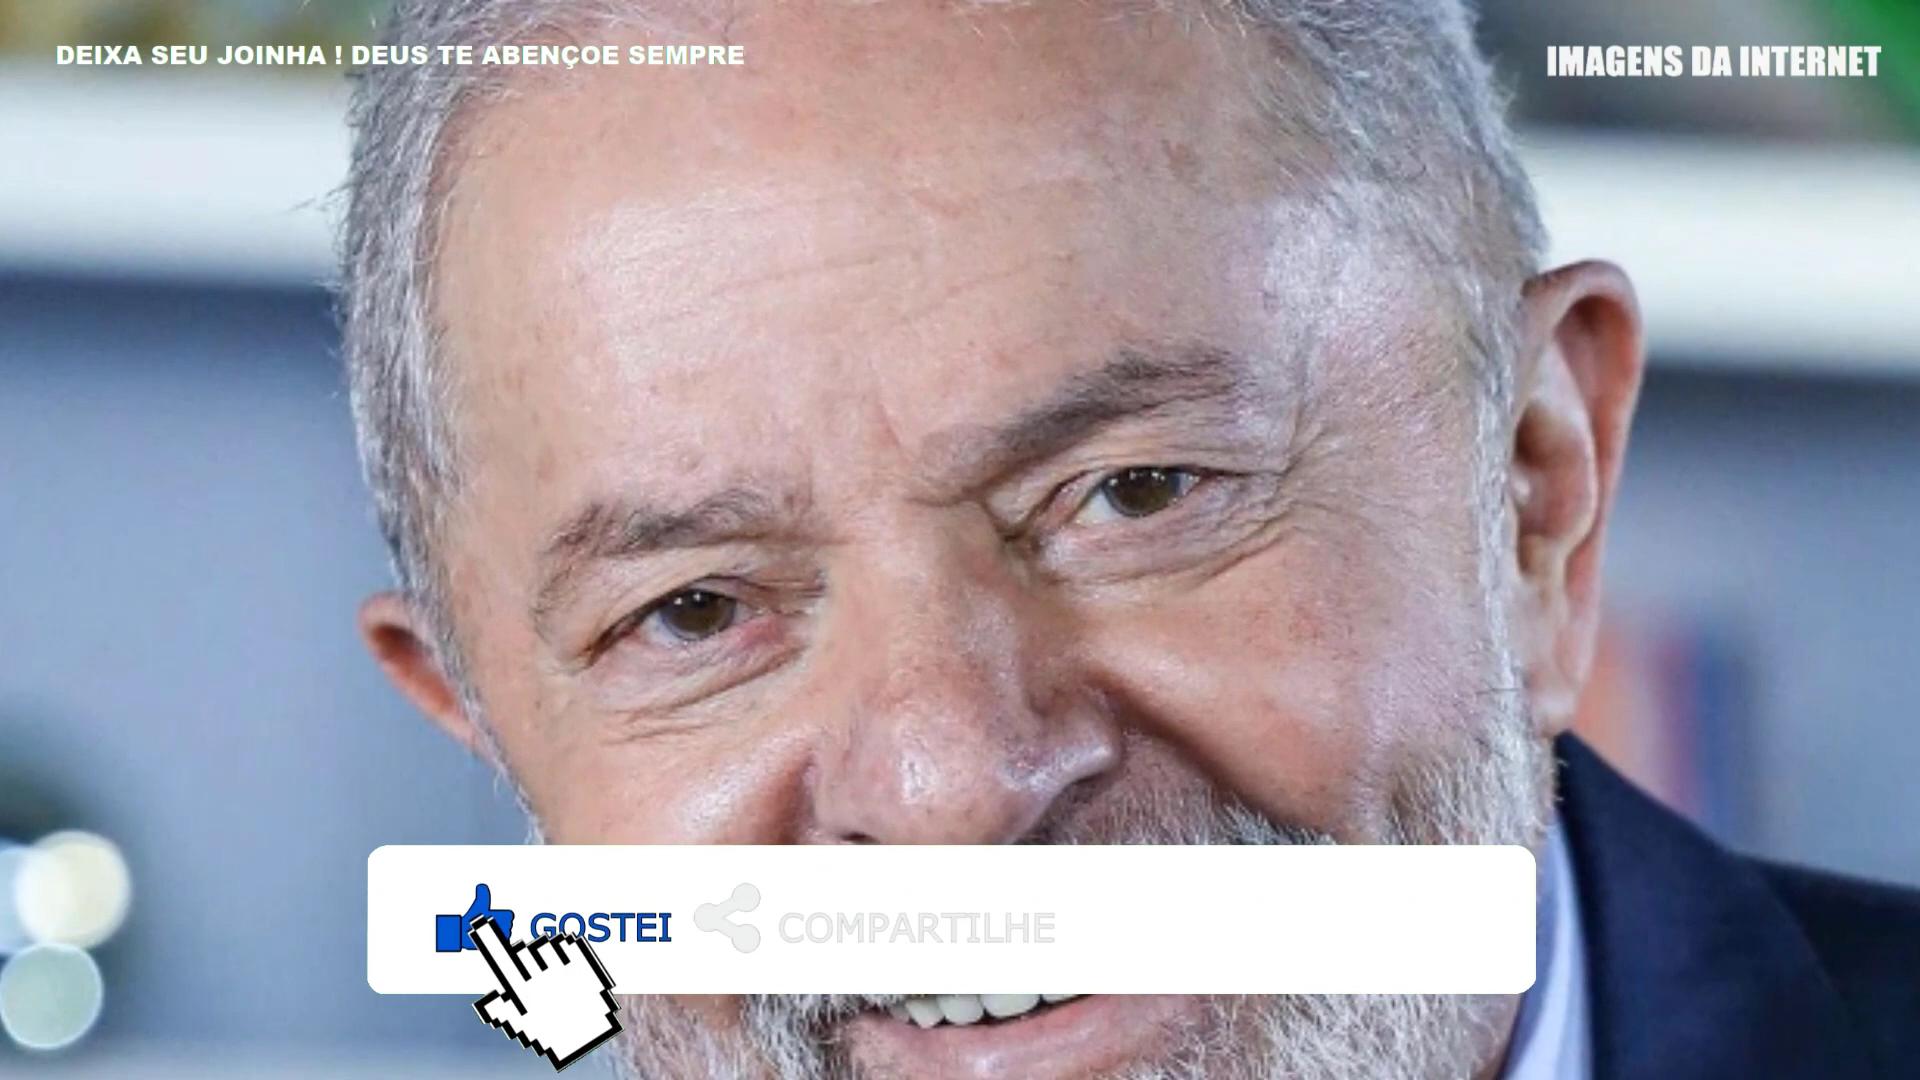 DEIXA SEU JOINHA ! DEUS TE ABENÇOE SEMPRE
IMAGENS DA INTERNET
GOSTEI
COMPARTILHE